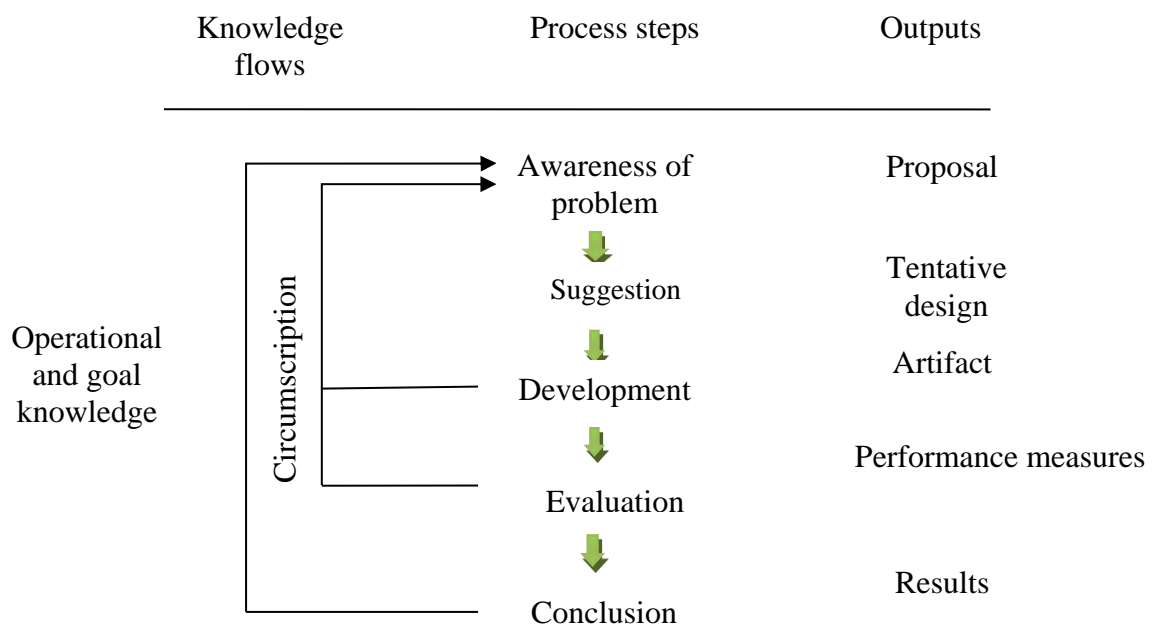 Knowledge
flows
Process steps
Outputs
Awareness of
problem
Proposal
Suggestion
Tentative
design
Operational
and goal
knowledge
Circumscription
Development
Artifact
Evaluation
Performance measures
Conclusion
Results